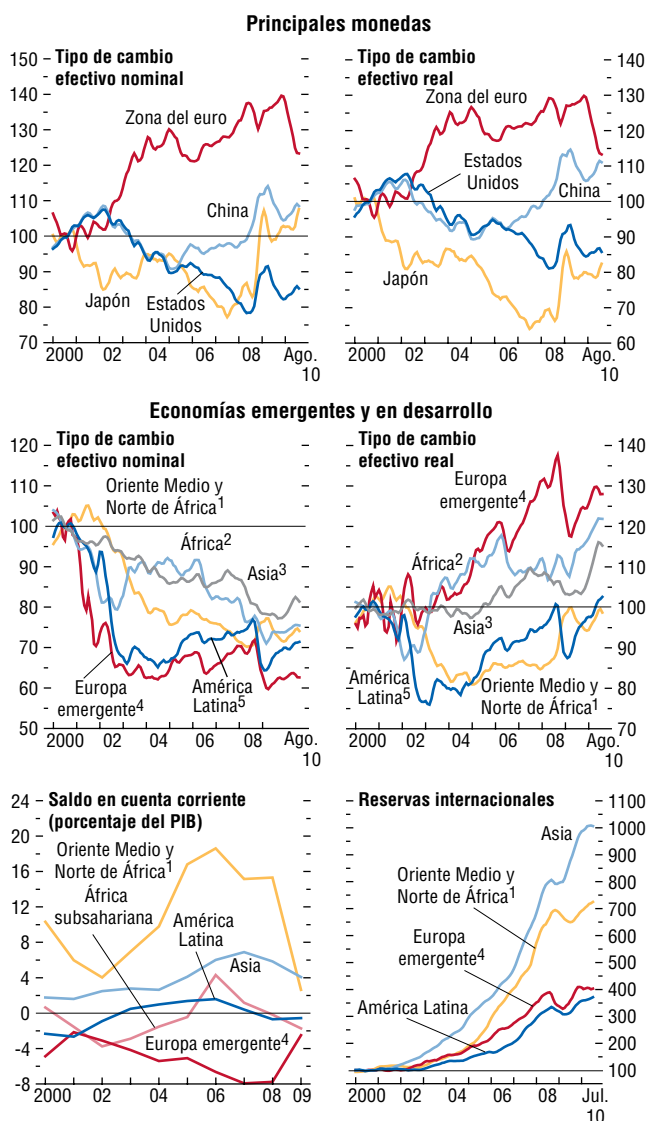 Principales monedas
Tipo de cambio
efectivo nominal
150
140
130
120
110
100
90
80
70
Zona del euro
China
Japón
Estados
Unidos
2000 02 04 06 08 Ago.
10
Tipo de cambio
efectivo real
140
130
120
110
100
90
80
70
60
Zona del euro
Estados
Unidos
China
Japón
2000 02 04 06 08 Ago.
10
Economías emergentes y en desarrollo
Tipo de cambio
efectivo nominal
120
110
100
90
80
70
60
50
Oriente Medio y
Norte de África1
África2
Asia3
Europa
emergente4
América
Latina5
2000 02 04 06 08 Ago.
10
Tipo de cambio
efectivo real
140
130
120
110
100
90
80
70
Europa
emergente4
África2
Asia3
América
Latina5
Oriente Medio y
Norte de África1
2000 02 04 06 08 Ago.
10
Saldo en cuenta corriente
(porcentaje del PIB)
24
20
16
12
8
4
0
-4
-8
Oriente Medio y
Norte de África1
África
subsahariana
América
Latina
Asia
Europa emergente4
2000 02 04 06 08 09
Reservas internacionales
1100
1000
900
800
700
600
500
400
300
200
100
Asia
Oriente Medio y
Norte de África1
Europa
emergente4
América Latina
2000 02 04 06 08 Jul.
10